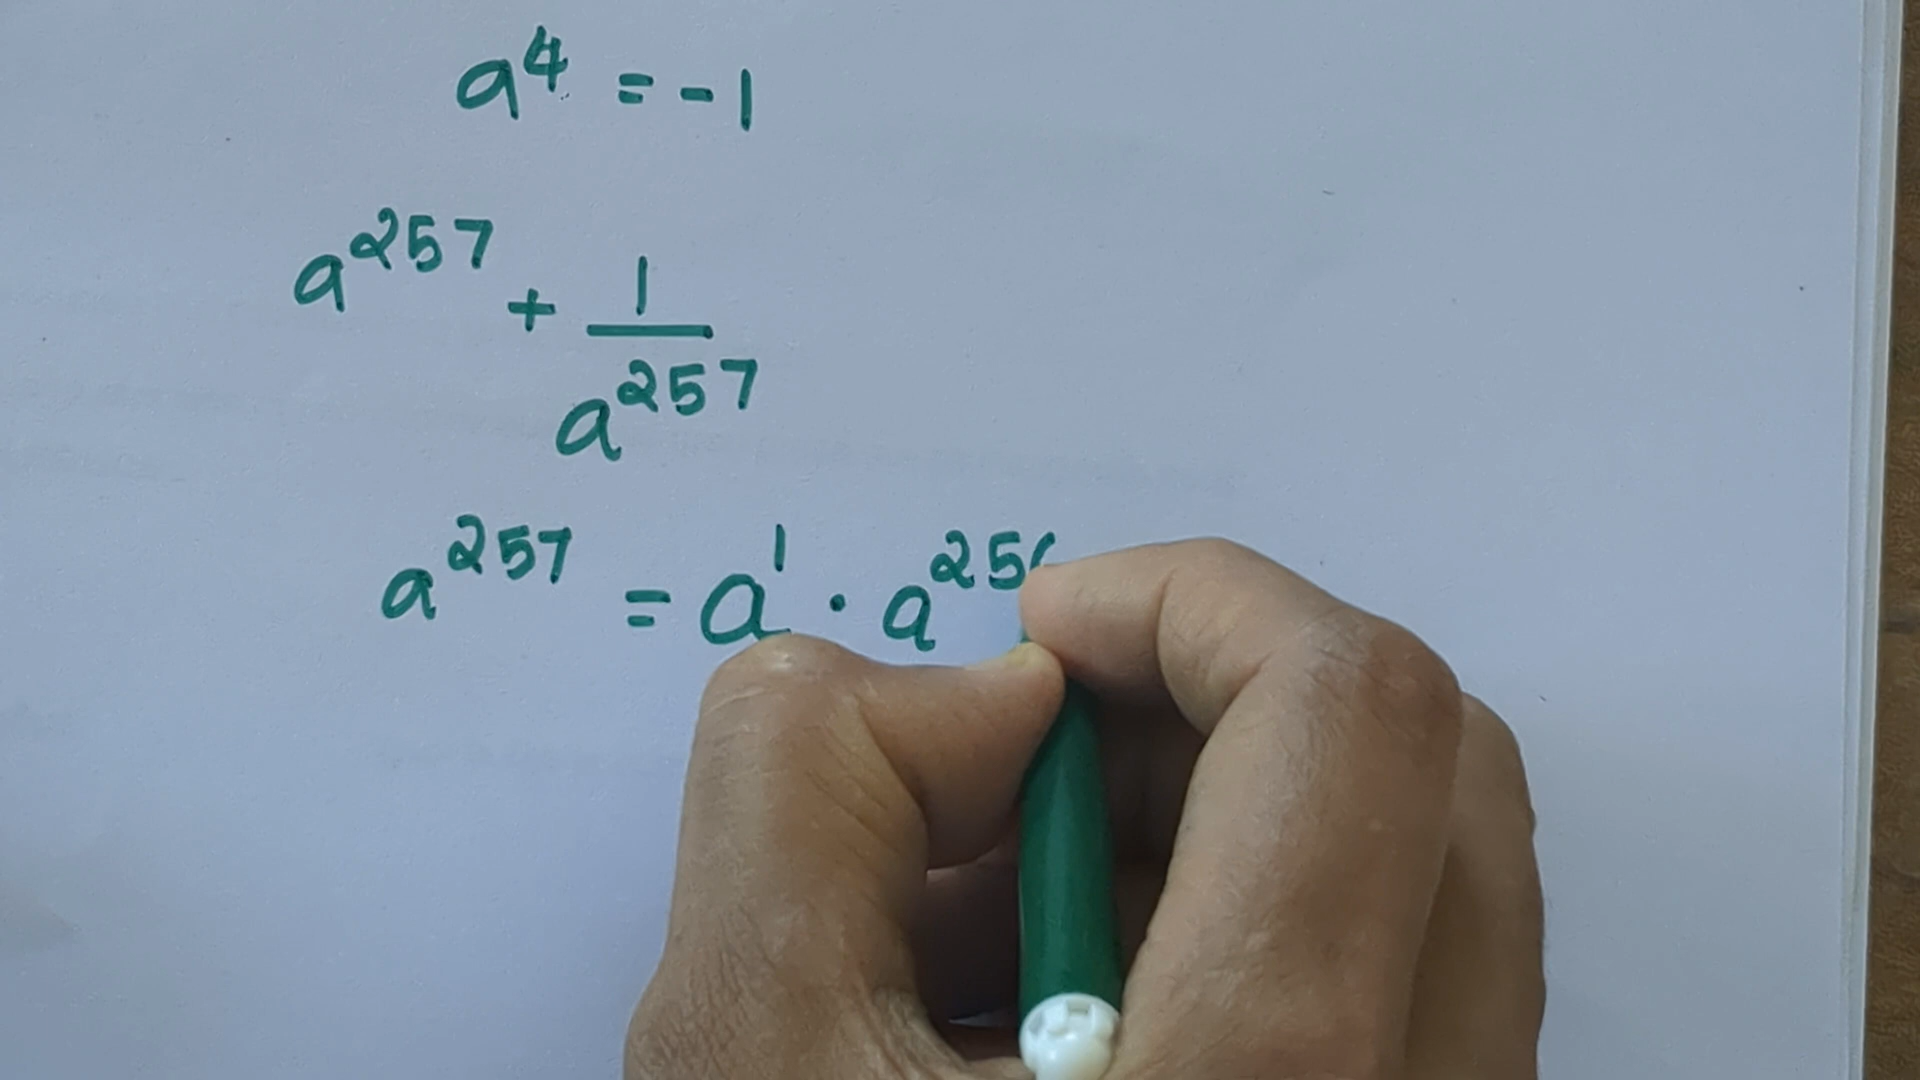 a⁴ = -1
a²⁵⁷ + 1/a²⁵⁷
a²⁵⁷ = a¹ · a²⁵